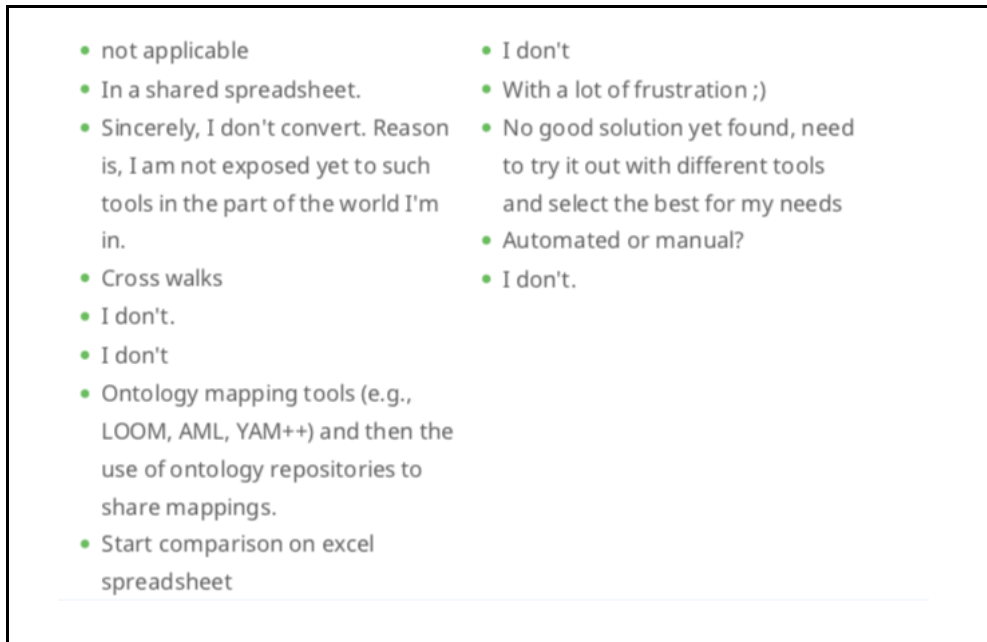 • not applicable
• In a shared spreadsheet.
• Sincerely, I don't convert. Reason
is, I am not exposed yet to such
tools in the part of the world I'm
in.
• Cross walks
• I don't.
• I don't
• Ontology mapping tools (e.g.,
LOOM, AML, YAM++) and then the
use of ontology repositories to
share mappings.
• Start comparison on excel
spreadsheet
• I don't
• With a lot of frustration ;)
• No good solution yet found, need
to try it out with different tools
and select the best for my needs
• Automated or manual?
• I don't.